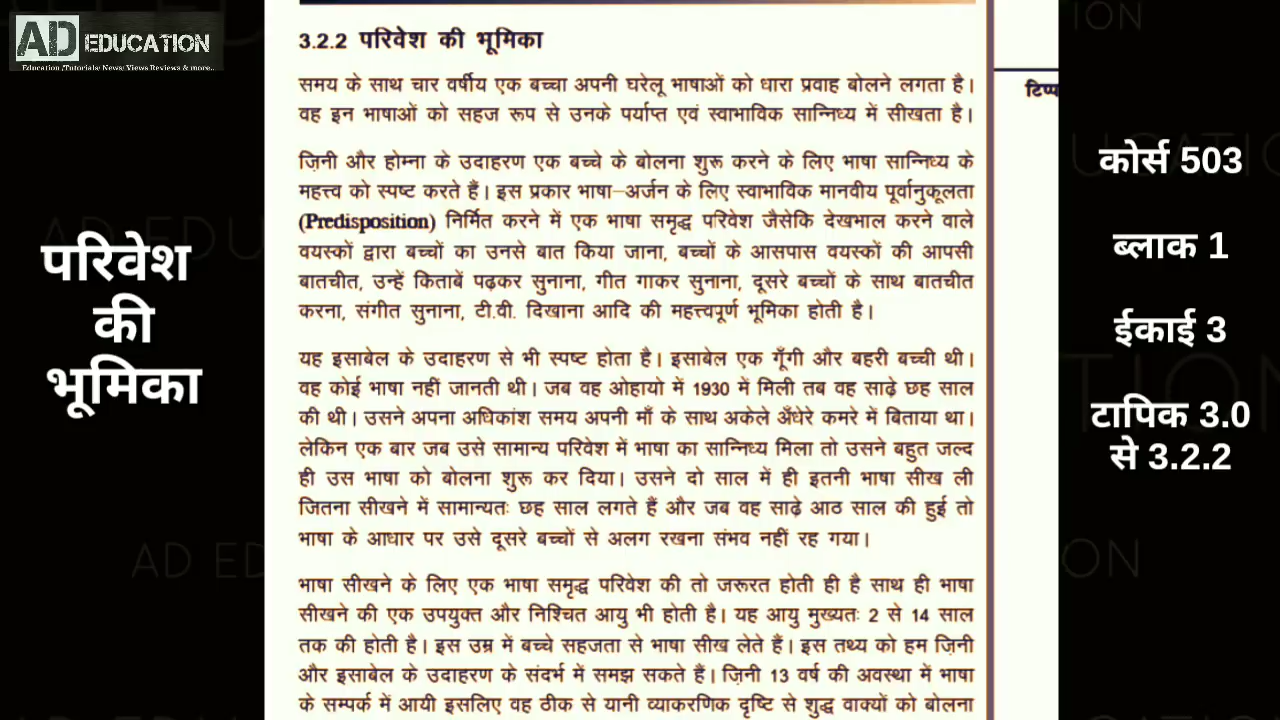 AD EDUCATION
Education ,Tutorials, News, Views Reviews & more..
परिवेश
की
भूमिका
3.2.2 परिवेश की भूमिका
समय के साथ चार वर्षीय एक बच्चा अपनी घरेलू भाषाओं को धारा प्रवाह बोलने लगता है।
वह इन भाषाओं को सहज रूप से उनके पर्याप्त एवं स्वाभाविक सान्निध्य में सीखता है।
ज़िनी और होम्ना के उदाहरण एक बच्चे के बोलना शुरू करने के लिए भाषा सान्निध्य के
महत्त्व को स्पष्ट करते हैं। इस प्रकार भाषा–अर्जन के लिए स्वाभाविक मानवीय पूर्वानुकूलता
(Predisposition) निर्मित करने में एक भाषा समृद्ध परिवेश जैसेकि देखभाल करने वाले
वयस्कों द्वारा बच्चों का उनसे बात किया जाना, बच्चों के आसपास वयस्कों की आपसी
बातचीत, उन्हें किताबें पढ़कर सुनाना, गीत गाकर सुनाना, दूसरे बच्चों के साथ बातचीत
करना, संगीत सुनाना, टी.वी. दिखाना आदि की महत्त्वपूर्ण भूमिका होती है।
यह इसाबेल के उदाहरण से भी स्पष्ट होता है। इसाबेल एक गूँगी और बहरी बच्ची थी।
वह कोई भाषा नहीं जानती थी। जब वह ओहायो में 1930 में मिली तब वह साढ़े छह साल
की थी। उसने अपना अधिकांश समय अपनी माँ के साथ अकेले अँधेरे कमरे में बिताया था।
लेकिन एक बार जब उसे सामान्य परिवेश में भाषा का सान्निध्य मिला तो उसने बहुत जल्द
ही उस भाषा को बोलना शुरू कर दिया। उसने दो साल में ही इतनी भाषा सीख ली
जितना सीखने में सामान्यतः छह साल लगते हैं और जब वह साढ़े आठ साल की हुई तो
भाषा के आधार पर उसे दूसरे बच्चों से अलग रखना संभव नहीं रह गया।
भाषा सीखने के लिए एक भाषा समृद्ध परिवेश की तो जरूरत होती ही है साथ ही भाषा
सीखने की एक उपयुक्त और निश्चित आयु भी होती है। यह आयु मुख्यतः 2 से 14 साल
तक की होती है। इस उम्र में बच्चे सहजता से भाषा सीख लेते हैं। इस तथ्य को हम ज़िनी
और इसाबेल के उदाहरण के संदर्भ में समझ सकते हैं। ज़िनी 13 वर्ष की अवस्था में भाषा
के सम्पर्क में आयी इसलिए वह ठीक से यानी व्याकरणिक दृष्टि से शुद्ध वाक्यों को बोलना
कोर्स 503
ब्लाक 1
ईकाई 3
टापिक 3.0
से 3.2.2